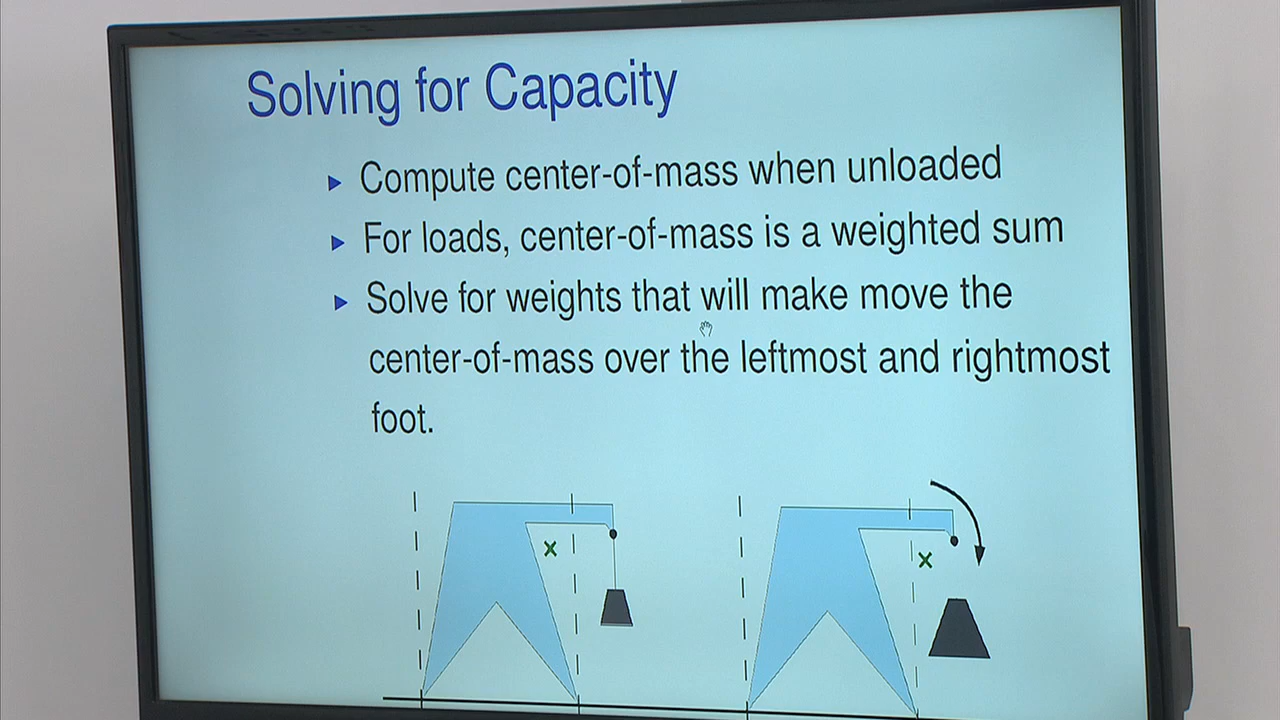 Solving for Capacity
Compute center-of-mass when unloaded
For loads, center-of-mass is a weighted sum
Solve for weights that will make move the
center-of-mass over the leftmost and rightmost
foot.